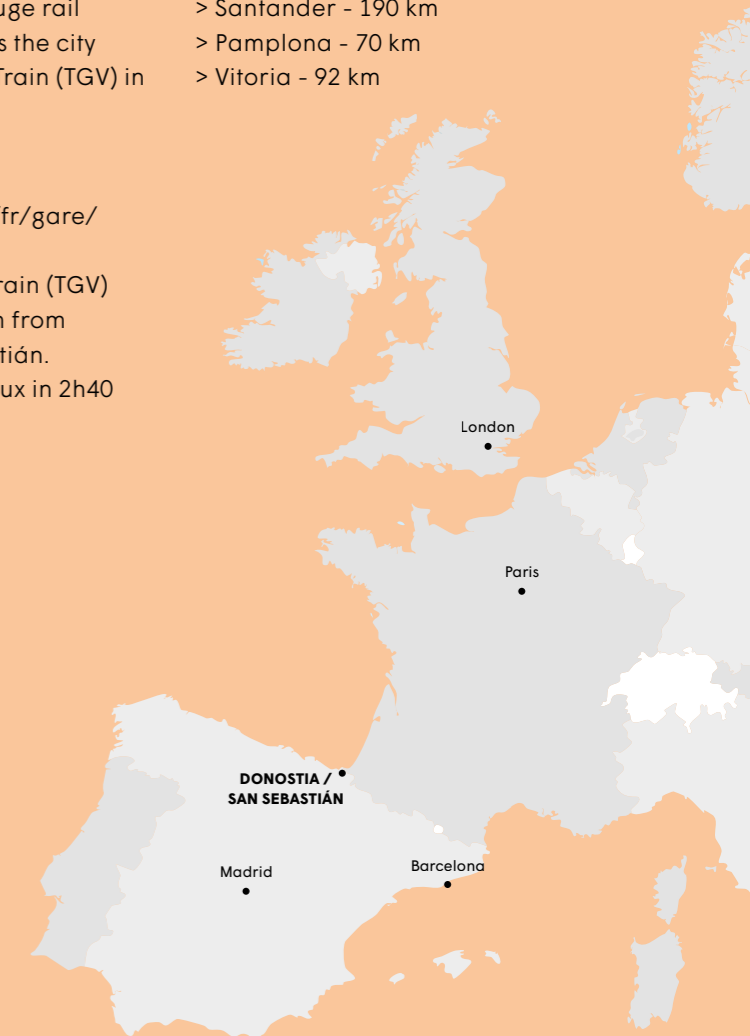 uge rail
s the city
Train (TGV) in
fr/gare/
rain (TGV)
from
tián.
ux in 2h40
> Santander - 190 km
> Pamplona - 70 km
> Vitoria - 92 km
London
Paris
DONOSTIA /
SAN SEBASTIÁN
Madrid
Barcelona